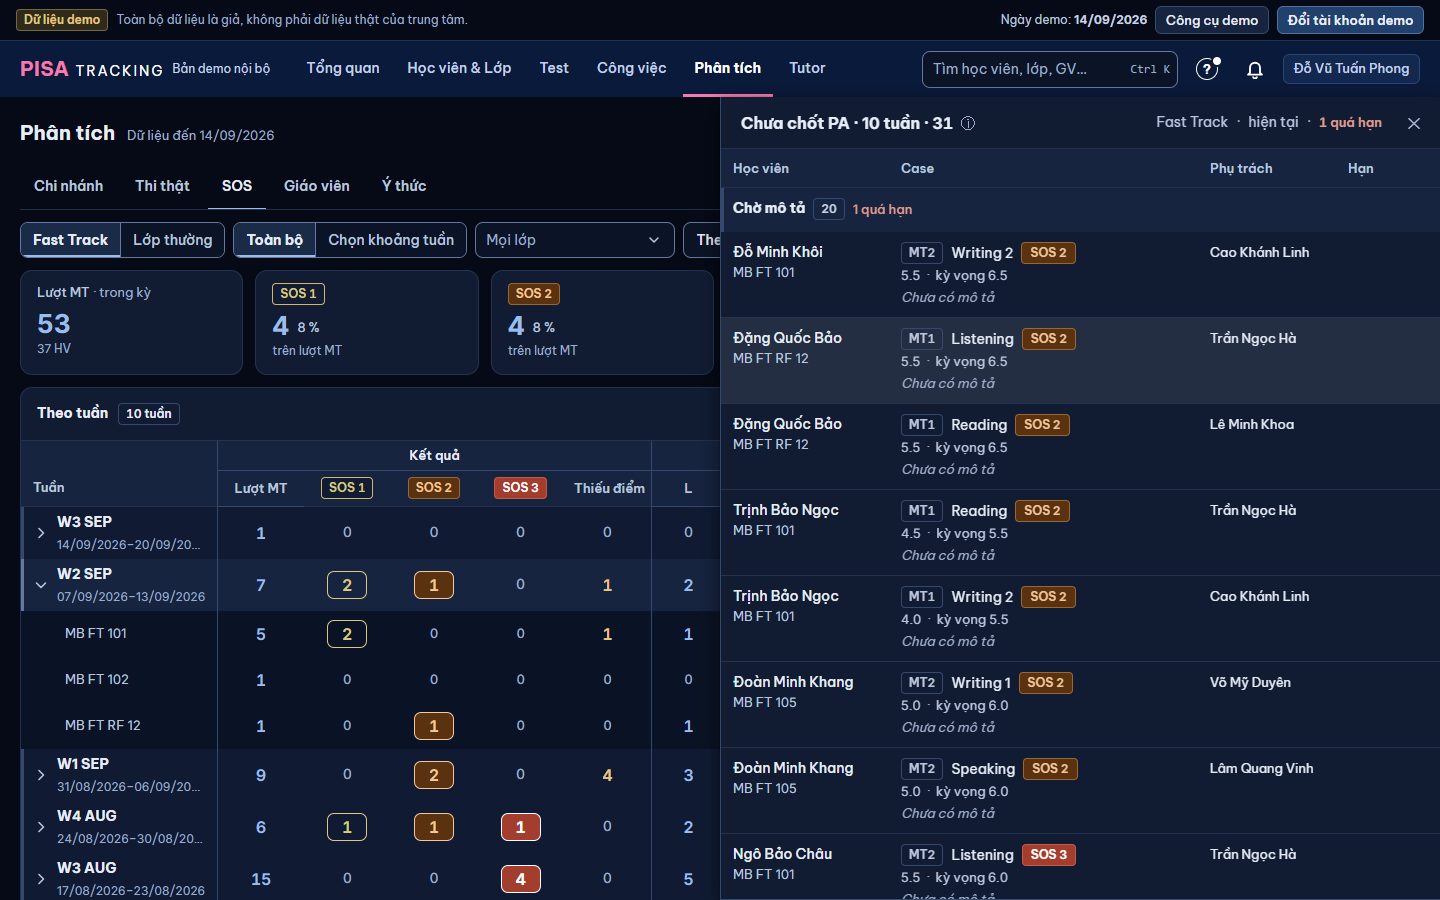 Dữ liệu demo Toàn bộ dữ liệu là giả, không phải dữ liệu thật của trung tâm. Ngày demo: 14/09/2026 Công cụ demo Đổi tài khoản demo
PISA TRACKING Bản demo nội bộ Tổng quan Học viên & Lớp Test Công việc Phân tích Tutor Tìm học viên, lớp, GV... Ctrl K ? Đỗ Vũ Tuấn Phong
Phân tích Dữ liệu đến 14/09/2026
Chi nhánh Thi thật SOS Giáo viên Ý thức
Fast Track Lớp thường Toàn bộ Chọn khoảng tuần Mọi lớp The
Lượt MT · trong kỳ
53
37 HV
SOS 1
4 8 %
trên lượt MT
SOS 2
4 8 %
trên lượt MT
Theo tuần 10 tuần
Kết quả
Tuần Lượt MT SOS 1 SOS 2 SOS 3 Thiếu điểm L
W3 SEP
14/09/2026–20/09/20... 1 0 0 0 0 0
W2 SEP
07/09/2026–13/09/2026 7 2 1 0 1 2
MB FT 101 5 2 0 0 1 1
MB FT 102 1 0 0 0 0 0
MB FT RF 12 1 0 1 0 0 1
W1 SEP
31/08/2026–06/09/20... 9 0 2 0 4 3
W4 AUG
24/08/2026–30/08/20... 6 1 1 1 0 2
W3 AUG
17/08/2026–23/08/2026 15 0 0 4 0 5
Chưa chốt PA · 10 tuần · 31 Fast Track · hiện tại · 1 quá hạn
Học viên Case Phụ trách Hạn
Chờ mô tả 20 1 quá hạn
Đỗ Minh Khôi MT2 Writing 2 SOS 2 Cao Khánh Linh
MB FT 101 5.5 · kỳ vọng 6.5
Chưa có mô tả
Đặng Quốc Bảo MT1 Listening SOS 2 Trần Ngọc Hà
MB FT RF 12 5.5 · kỳ vọng 6.5
Chưa có mô tả
Đặng Quốc Bảo MT1 Reading SOS 2 Lê Minh Khoa
MB FT RF 12 5.5 · kỳ vọng 6.5
Chưa có mô tả
Trịnh Bảo Ngọc MT1 Reading SOS 2 Trần Ngọc Hà
MB FT 101 4.5 · kỳ vọng 5.5
Chưa có mô tả
Trịnh Bảo Ngọc MT1 Writing 2 SOS 2 Cao Khánh Linh
MB FT 101 4.0 · kỳ vọng 5.5
Chưa có mô tả
Đoàn Minh Khang MT2 Writing 1 SOS 2 Võ Mỹ Duyên
MB FT 105 5.0 · kỳ vọng 6.0
Chưa có mô tả
Đoàn Minh Khang MT2 Speaking SOS 2 Lâm Quang Vinh
MB FT 105 5.0 · kỳ vọng 6.0
Chưa có mô tả
Ngô Bảo Châu MT2 Listening SOS 3 Trần Ngọc Hà
MB FT 101 5.5 · kỳ vọng 6.0
Chưa có mô tả